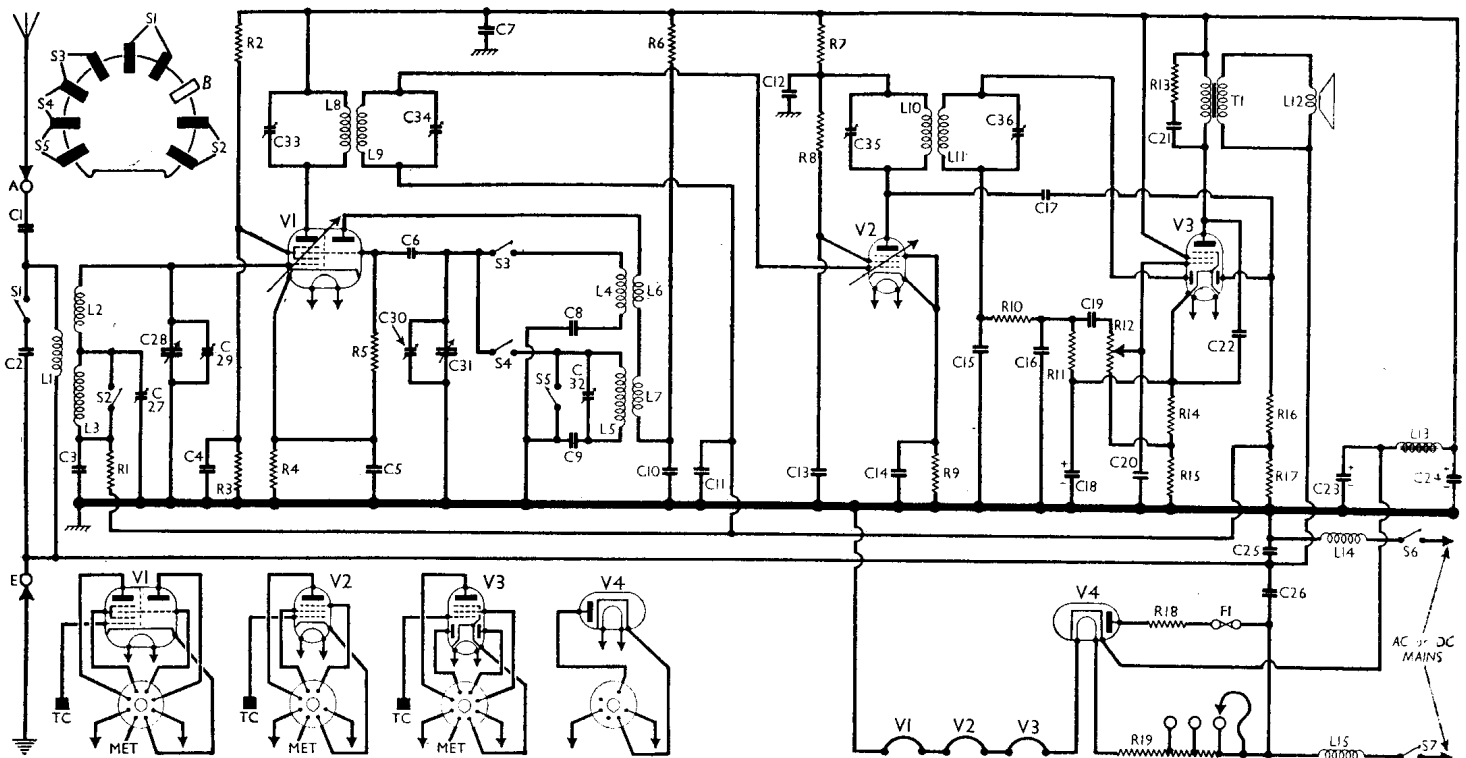 S1
S3
B
S4
S5
S2
A
C1
S1
C2
L1
L2
L3
S2
C
27
C3
R1
C28
C
29
C4
R2
R3
C7
L8
C33
L9
C34
V1
R4
R5
C5
C6
C30
C31
S3
S4
S5
C8
C
32
C9
L4
L6
L5
L7
R6
C10
C11
R7
C12
R8
C13
L10
C35
L11
C36
V2
C14
R9
C17
C15
R10
C16
R11
C19
R12
C18
C20
V3
R13
C21
T1
L12
C22
R14
R15
R16
R17
L13
C23
C24
C25
L14
S6
C26
E
V1
TC
MET
V2
TC
MET
V3
TC
MET
V4
V4
R18
F1
AC or DC
MAINS
V1
V2
V3
R19
L15
S7